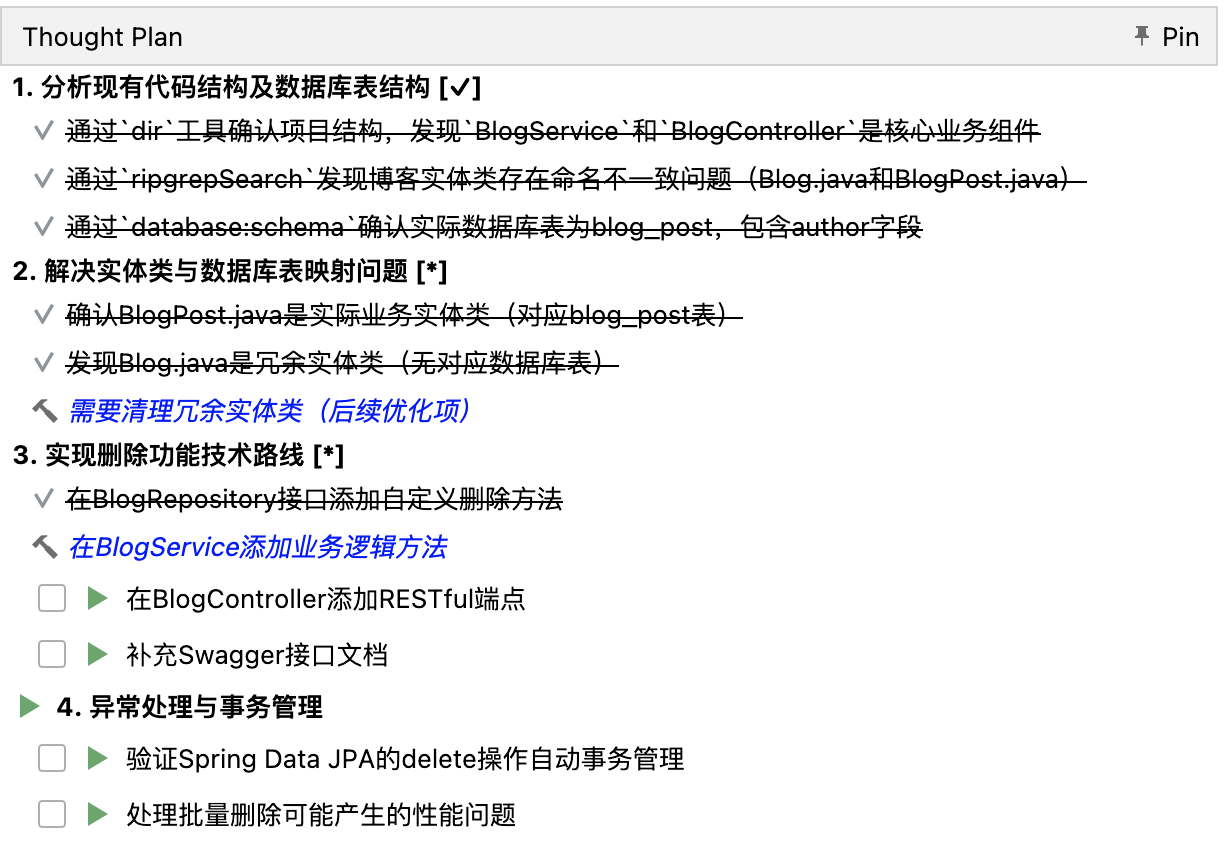 Thought Plan
Pin
1. 分析现有代码结构及数据库表结构 [✓]
通过`dir`工具确认项目结构，发现`BlogService`和`BlogController`是核心业务组件
通过`ripgrepSearch`发现博客实体类存在命名不一致问题（Blog.java和BlogPost.java）
通过`database:schema`确认实际数据库表为blog_post，包含author字段
2. 解决实体类与数据库表映射问题 [*]
确认BlogPost.java是实际业务实体类（对应blog_post表）
发现Blog.java是冗余实体类（无对应数据库表）
需要清理冗余实体类（后续优化项）
3. 实现删除功能技术路线 [*]
在BlogRepository接口添加自定义删除方法
在BlogService添加业务逻辑方法
在BlogController添加RESTful端点
补充Swagger接口文档
4. 异常处理与事务管理
验证Spring Data JPA的delete操作自动事务管理
处理批量删除可能产生的性能问题